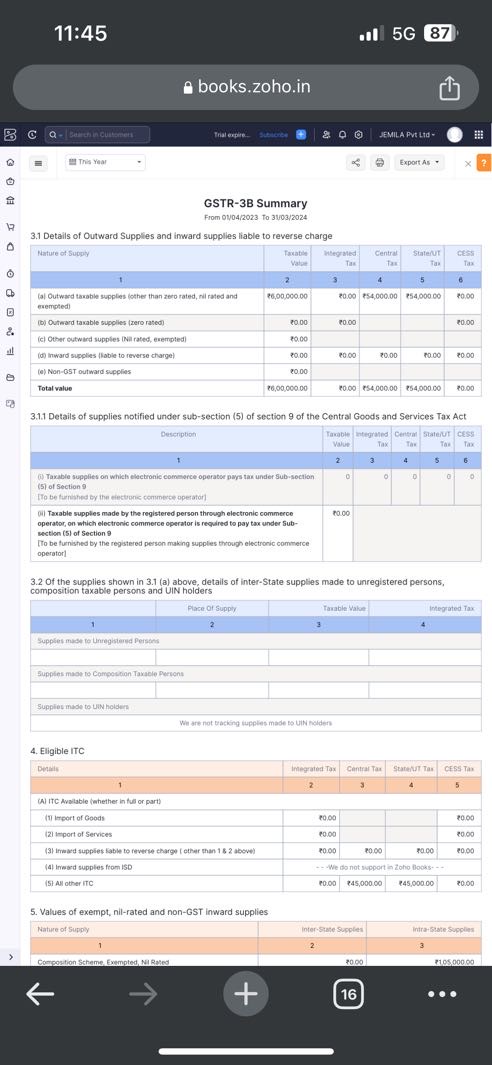 11:45
5G 87
books.zoho.in
Search in Customers Trial expire... Subscribe JEMILA Pvt Ltd
This Year Export As
?
GSTR-3B Summary
From 01/04/2023 To 31/03/2024
3.1 Details of Outward Supplies and inward supplies liable to reverse charge
Nature of Supply Taxable Value Integrated Tax Central Tax State/UT Tax CESS Tax
1 2 3 4 5 6
(a) Outward taxable supplies (other than zero rated, nil rated and exempted) ₹6,00,000.00 ₹0.00 ₹54,000.00 ₹54,000.00 ₹0.00
(b) Outward taxable supplies (zero rated) ₹0.00 ₹0.00 ₹0.00
(c) Other outward supplies (Nil rated, exempted) ₹0.00
(d) Inward supplies (liable to reverse charge) ₹0.00 ₹0.00 ₹0.00 ₹0.00 ₹0.00
(e) Non-GST outward supplies ₹0.00
Total value ₹6,00,000.00 ₹0.00 ₹54,000.00 ₹54,000.00 ₹0.00
3.1.1 Details of supplies notified under sub-section (5) of section 9 of the Central Goods and Services Tax Act
Description Taxable Value Integrated Tax Central Tax State/UT Tax CESS Tax
1 2 3 4 5 6
(i) Taxable supplies on which electronic commerce operator pays tax under Sub-section 0 0 0 0 0
(5) of Section 9
[To be furnished by the electronic commerce operator]
(ii) Taxable supplies made by the registered person through electronic commerce ₹0.00
operator, on which electronic commerce operator is required to pay tax under Sub-
section (5) of Section 9
[To be furnished by the registered person making supplies through electronic commerce
operator]
3.2 Of the supplies shown in 3.1 (a) above, details of inter-State supplies made to unregistered persons,
composition taxable persons and UIN holders
Place Of Supply Taxable Value Integrated Tax
1 2 3 4
Supplies made to Unregistered Persons
Supplies made to Composition Taxable Persons
Supplies made to UIN holders
We are not tracking supplies made to UIN holders
4. Eligible ITC
Details Integrated Tax Central Tax State/UT Tax CESS Tax
1 2 3 4 5
(A) ITC Available (whether in full or part)
(1) Import of Goods ₹0.00 ₹0.00
(2) Import of Services ₹0.00 ₹0.00
(3) Inward supplies liable to reverse charge ( other than 1 & 2 above) ₹0.00 ₹0.00 ₹0.00 ₹0.00
(4) Inward supplies from ISD - - -We do not support in Zoho Books- - -
(5) All other ITC ₹0.00 ₹45,000.00 ₹45,000.00 ₹0.00
5. Values of exempt, nil-rated and non-GST inward supplies
Nature of Supply Inter-State Supplies Intra-State Supplies
1 2 3
Composition Scheme, Exempted, Nil Rated ₹0.00 ₹1,05,000.00
16